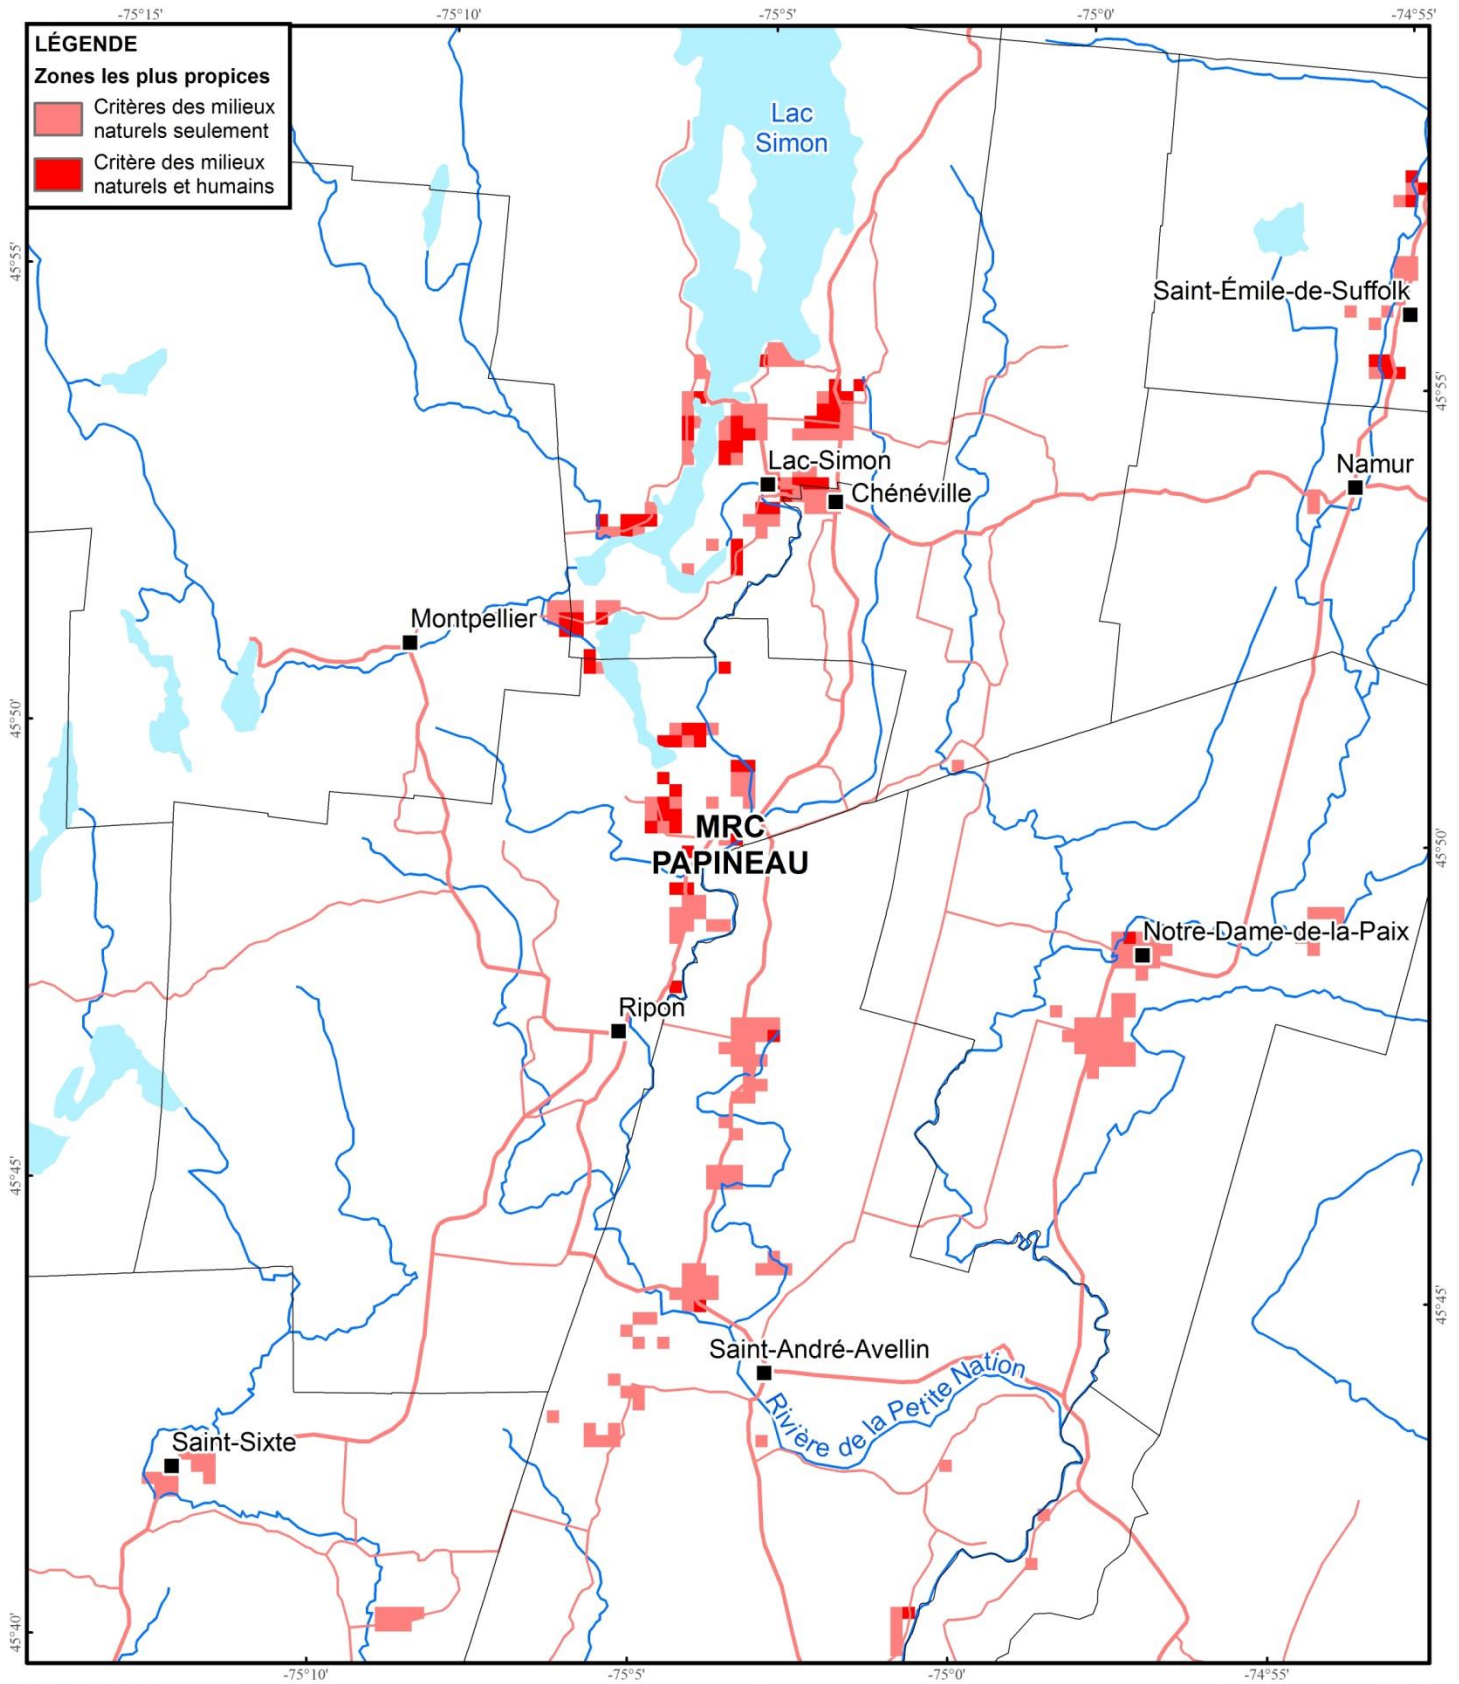 -75°15'
-75°10'
-75°5'
-75°0'
-74°55'
LÉGENDE
Zones les plus propices
Critères des milieux
naturels seulement
Critère des milieux
naturels et humains
Lac
Simon
45°55'
Saint-Émile-de-Suffolk
45°55'
Lac-Simon
Namur
Chénéville
Montpellier
45°50'
MRC
PAPINEAU
45°50'
Notre-Dame-de-la-Paix
Ripon
45°45'
45°45'
Saint-André-Avellin
Rivière de la Petite Nation
Saint-Sixte
45°40'
-75°10'
-75°5'
-75°0'
-74°55'